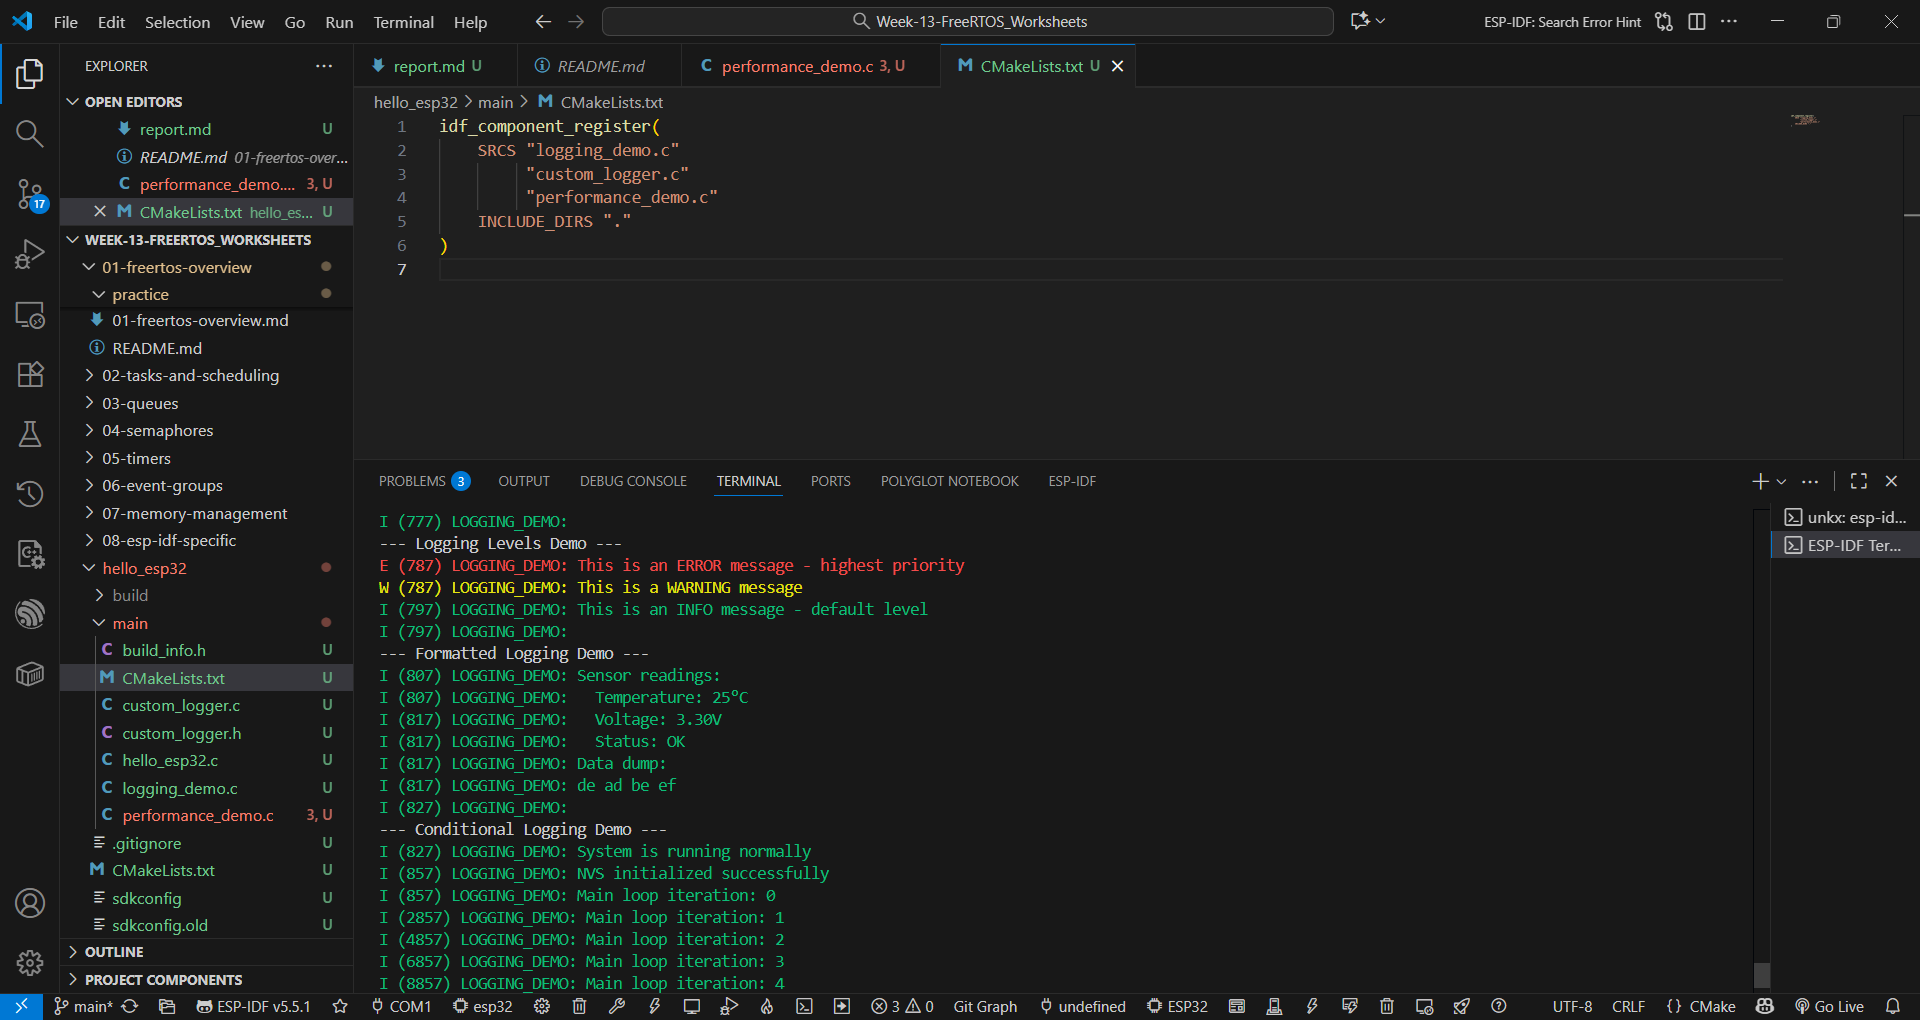 File Edit Selection View Go Run Terminal Help
Week-13-FreeRTOS_Worksheets
ESP-IDF: Search Error Hint
EXPLORER
OPEN EDITORS
report.md U
README.md 01-freertos-over...
performance_demo.... 3, U
CMakeLists.txt hello_es... U
WEEK-13-FREERTOS_WORKSHEETS
01-freertos-overview
practice
01-freertos-overview.md
README.md
02-tasks-and-scheduling
03-queues
04-semaphores
05-timers
06-event-groups
07-memory-management
08-esp-idf-specific
hello_esp32
build
main
build_info.h U
CMakeLists.txt U
custom_logger.c U
custom_logger.h U
hello_esp32.c U
logging_demo.c U
performance_demo.c 3, U
.gitignore U
CMakeLists.txt U
sdkconfig U
sdkconfig.old U
OUTLINE
PROJECT COMPONENTS
17
report.md U
README.md
performance_demo.c 3, U
CMakeLists.txt U
hello_esp32 > main > CMakeLists.txt
1 idf_component_register(
2 SRCS "logging_demo.c"
3 "custom_logger.c"
4 "performance_demo.c"
5 INCLUDE_DIRS "."
6 )
7
PROBLEMS 3 OUTPUT DEBUG CONSOLE TERMINAL PORTS POLYGLOT NOTEBOOK ESP-IDF
I (777) LOGGING_DEMO:
--- Logging Levels Demo ---
E (787) LOGGING_DEMO: This is an ERROR message - highest priority
W (787) LOGGING_DEMO: This is a WARNING message
I (797) LOGGING_DEMO: This is an INFO message - default level
I (797) LOGGING_DEMO:
--- Formatted Logging Demo ---
I (807) LOGGING_DEMO: Sensor readings:
I (807) LOGGING_DEMO:   Temperature: 25°C
I (817) LOGGING_DEMO:   Voltage: 3.30V
I (817) LOGGING_DEMO:   Status: OK
I (817) LOGGING_DEMO: Data dump:
I (817) LOGGING_DEMO: de ad be ef
I (827) LOGGING_DEMO:
--- Conditional Logging Demo ---
I (827) LOGGING_DEMO: System is running normally
I (857) LOGGING_DEMO: NVS initialized successfully
I (857) LOGGING_DEMO: Main loop iteration: 0
I (2857) LOGGING_DEMO: Main loop iteration: 1
I (4857) LOGGING_DEMO: Main loop iteration: 2
I (6857) LOGGING_DEMO: Main loop iteration: 3
I (8857) LOGGING_DEMO: Main loop iteration: 4
unkx: esp-id...
ESP-IDF Ter...
main* ESP-IDF v5.5.1 COM1 esp32 3 0 Git Graph undefined ESP32 UTF-8 CRLF {} CMake Go Live